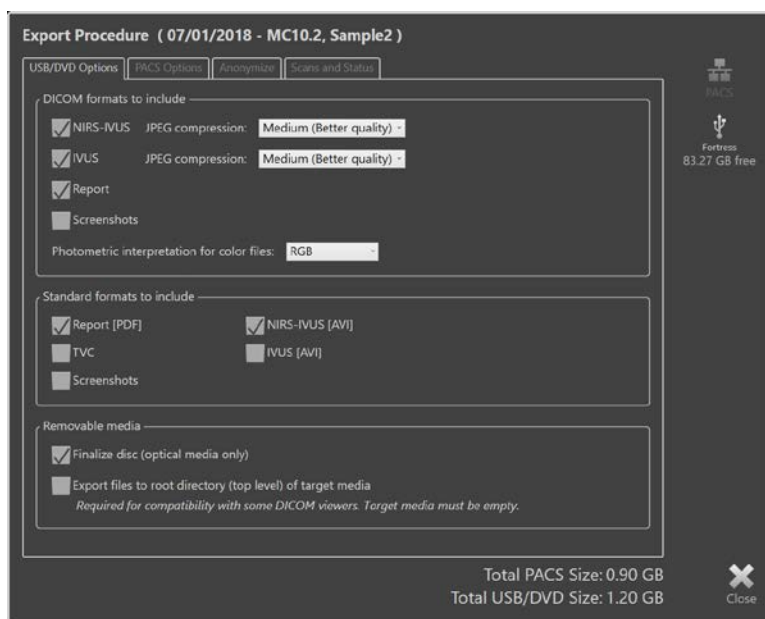 Export Procedure ( 07/01/2018 - MC10.2, Sample2 )
USB/DVD Options PACS Options Anonymize Scans and Status
PACS
Fortress
83.27 GB free
DICOM formats to include
NIRS-IVUS JPEG compression: Medium (Better quality)
IVUS JPEG compression: Medium (Better quality)
Report
Screenshots
Photometric interpretation for color files: RGB
Standard formats to include
Report [PDF] NIRS-IVUS [AVI]
TVC IVUS [AVI]
Screenshots
Removable media
Finalize disc (optical media only)
Export files to root directory (top level) of target media
Required for compatibility with some DICOM viewers. Target media must be empty.
Total PACS Size: 0.90 GB
Total USB/DVD Size: 1.20 GB
Close